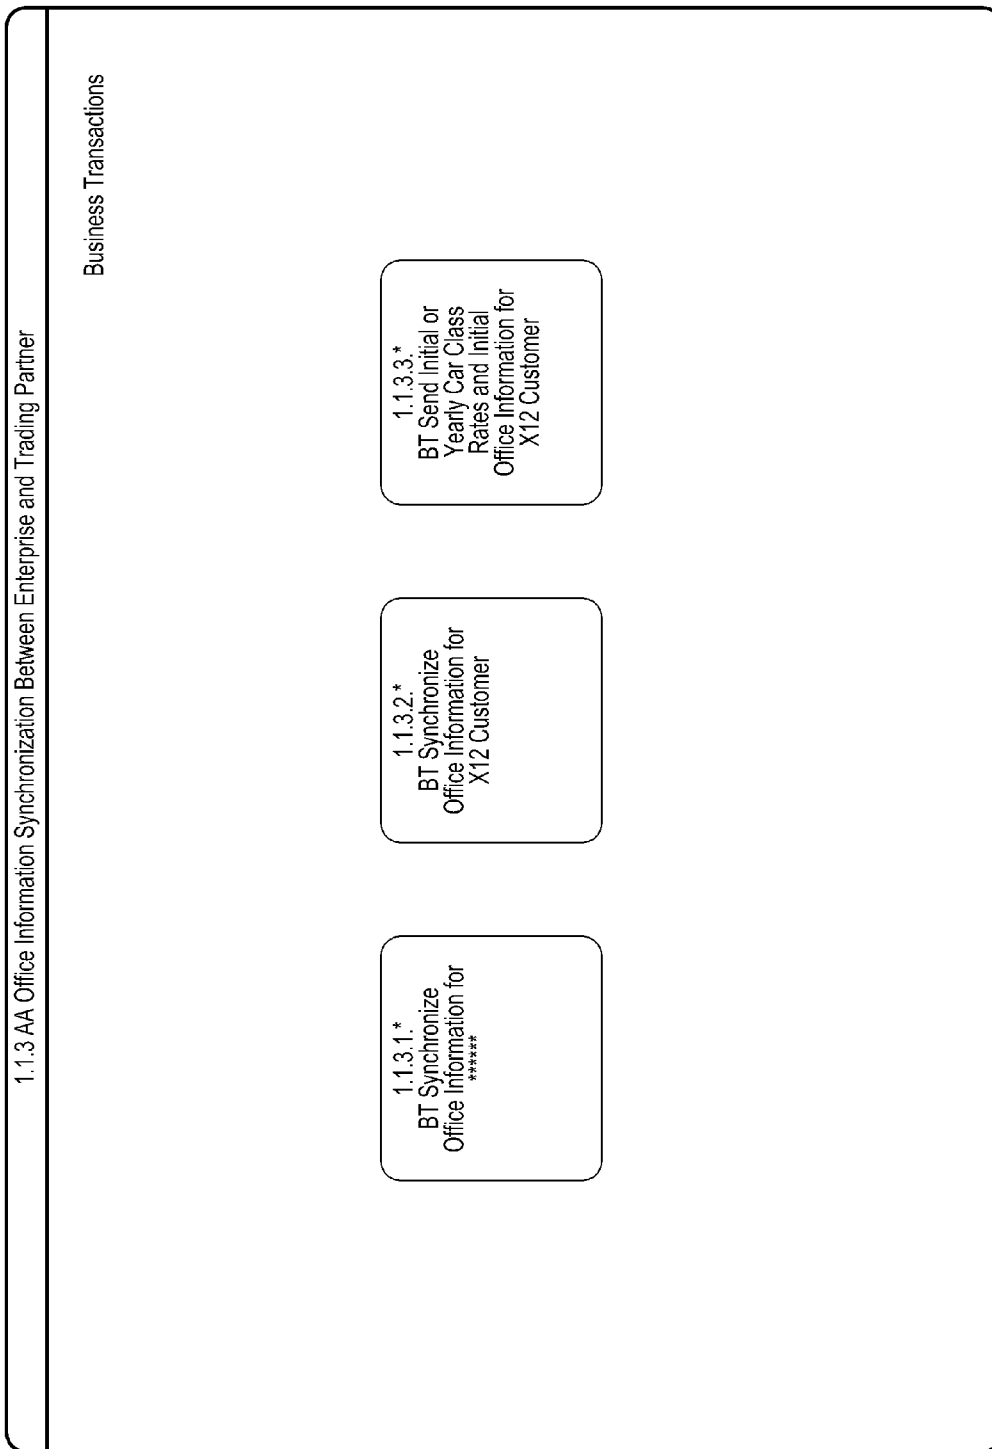 1.1.3 AA Office Information Synchronization Between Enterprise and Trading Partner
Business Transactions
1.1.3.1.*
BT Synchronize
Office Information for
******
1.1.3.2.*
BT Synchronize
Office Information for
X12 Customer
1.1.3.3.*
BT Send Initial or
Yearly Car Class
Rates and Initial
Office Information for
X12 Customer